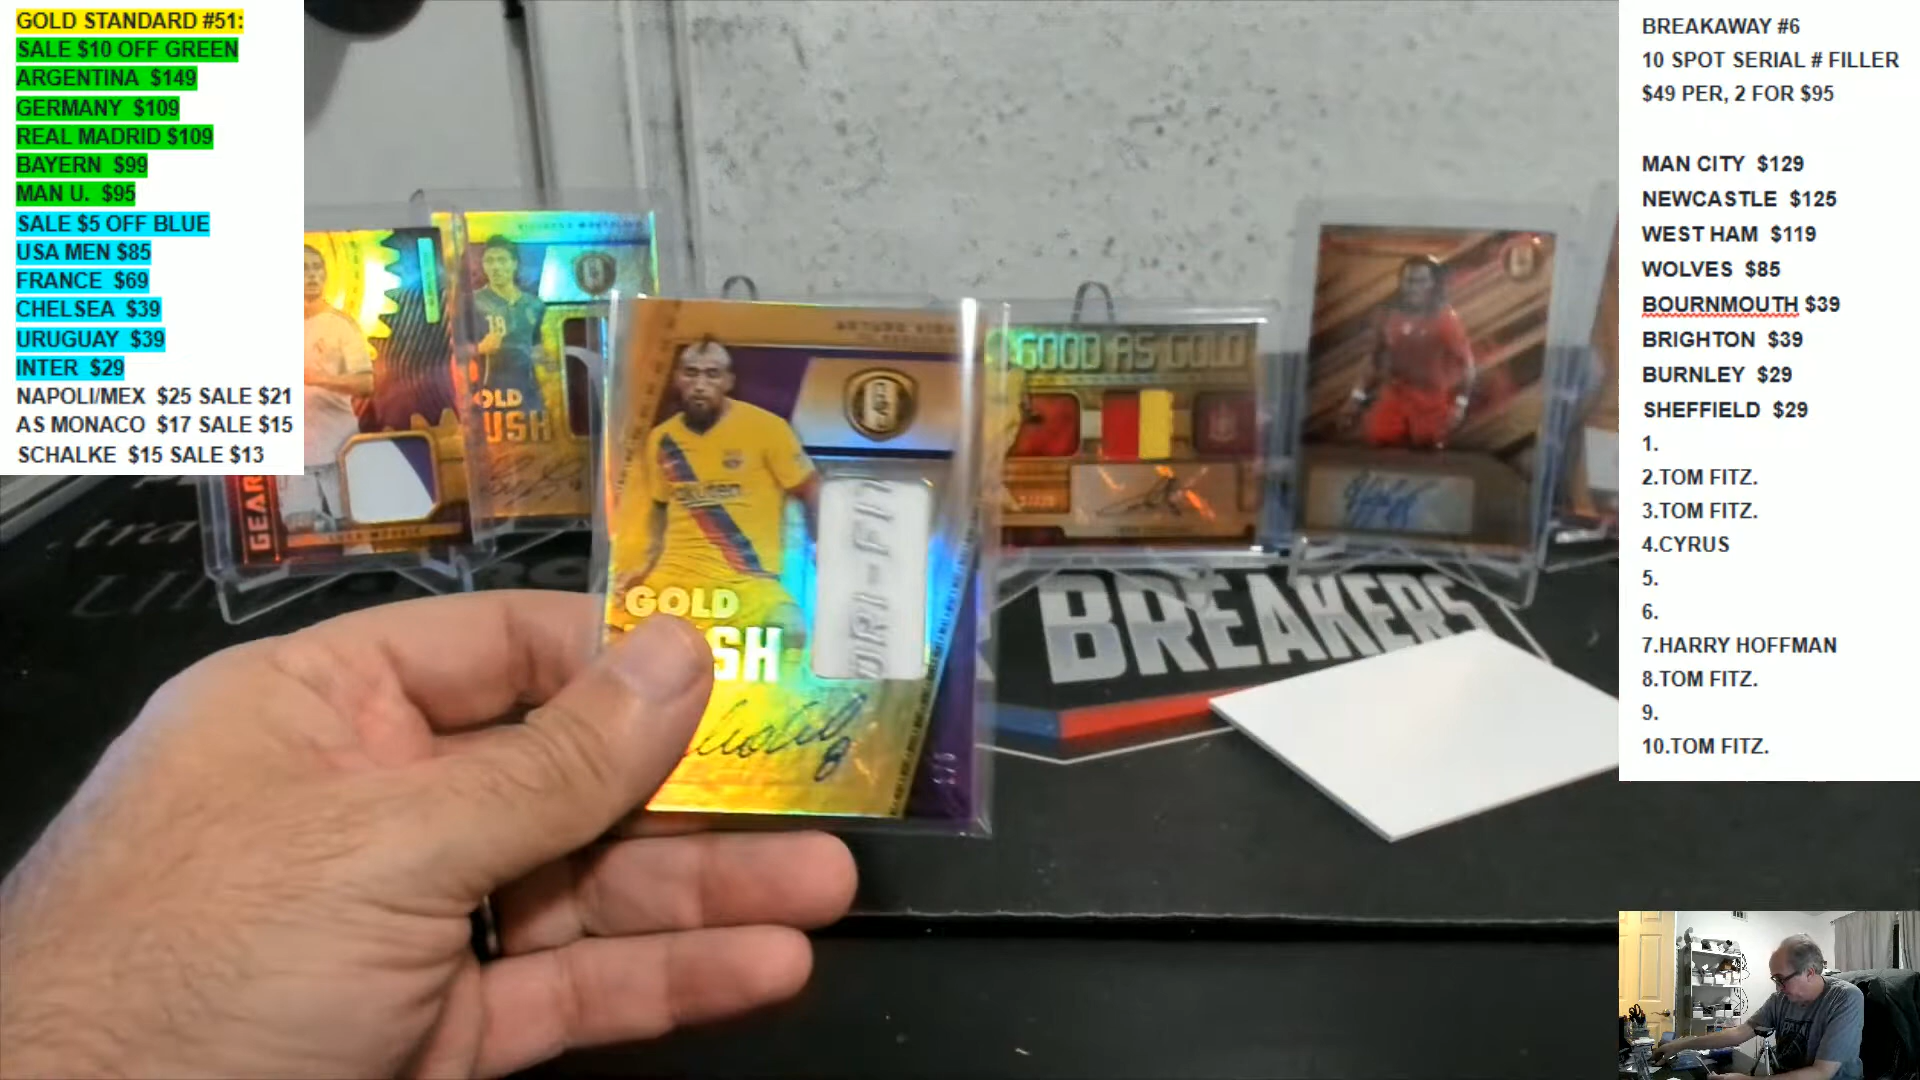 GOLD STANDARD #51:
SALE $10 OFF GREEN
ARGENTINA $149
GERMANY $109
REAL MADRID $109
BAYERN $99
MAN U. $95
SALE $5 OFF BLUE
USA MEN $85
FRANCE $69
CHELSEA $39
URUGUAY $39
INTER $29
NAPOLI/MEX $25 SALE $21
AS MONACO $17 SALE $15
SCHALKE $15 SALE $13
GEAR
18
GOLD
DRI-FIT
8
GOOD AS GOLD
BREAKERS
BREAKAWAY #6
10 SPOT SERIAL # FILLER
$49 PER, 2 FOR $95
MAN CITY $129
NEWCASTLE $125
WEST HAM $119
WOLVES $85
BOURNMOUTH $39
BRIGHTON $39
BURNLEY $29
SHEFFIELD $29
1.
2.TOM FITZ.
3.TOM FITZ.
4.CYRUS
5.
6.
7.HARRY HOFFMAN
8.TOM FITZ.
9.
10.TOM FITZ.